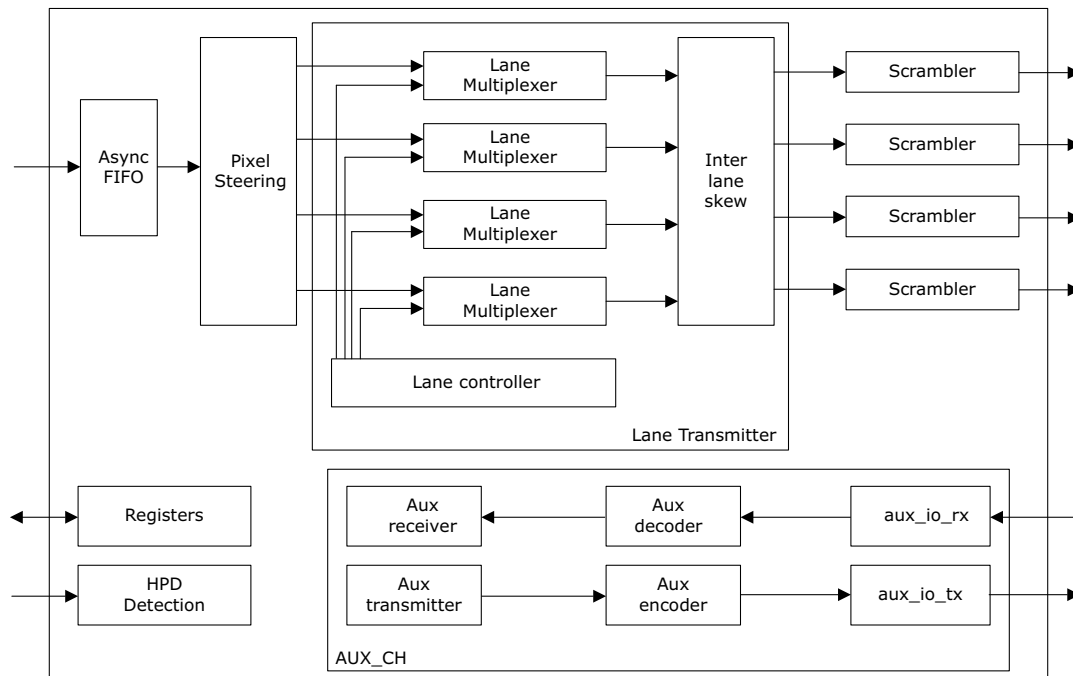 Async
FIFO
Pixel
Steering
Lane
Multiplexer
Lane
Multiplexer
Lane
Multiplexer
Lane
Multiplexer
Lane controller
Inter
lane
skew
Lane Transmitter
Scrambler
Scrambler
Scrambler
Scrambler
Registers
HPD
Detection
Aux
receiver
Aux
decoder
aux_io_rx
Aux
transmitter
Aux
encoder
aux_io_tx
AUX_CH